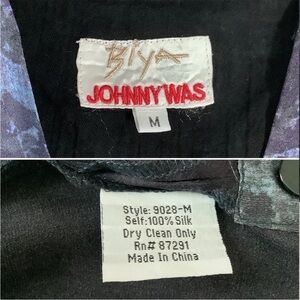 Biya
JOHNNY WAS
M
Style: 9028-M
Self:100% Silk
Dry Clean Only
Rn# 87291
Made In China